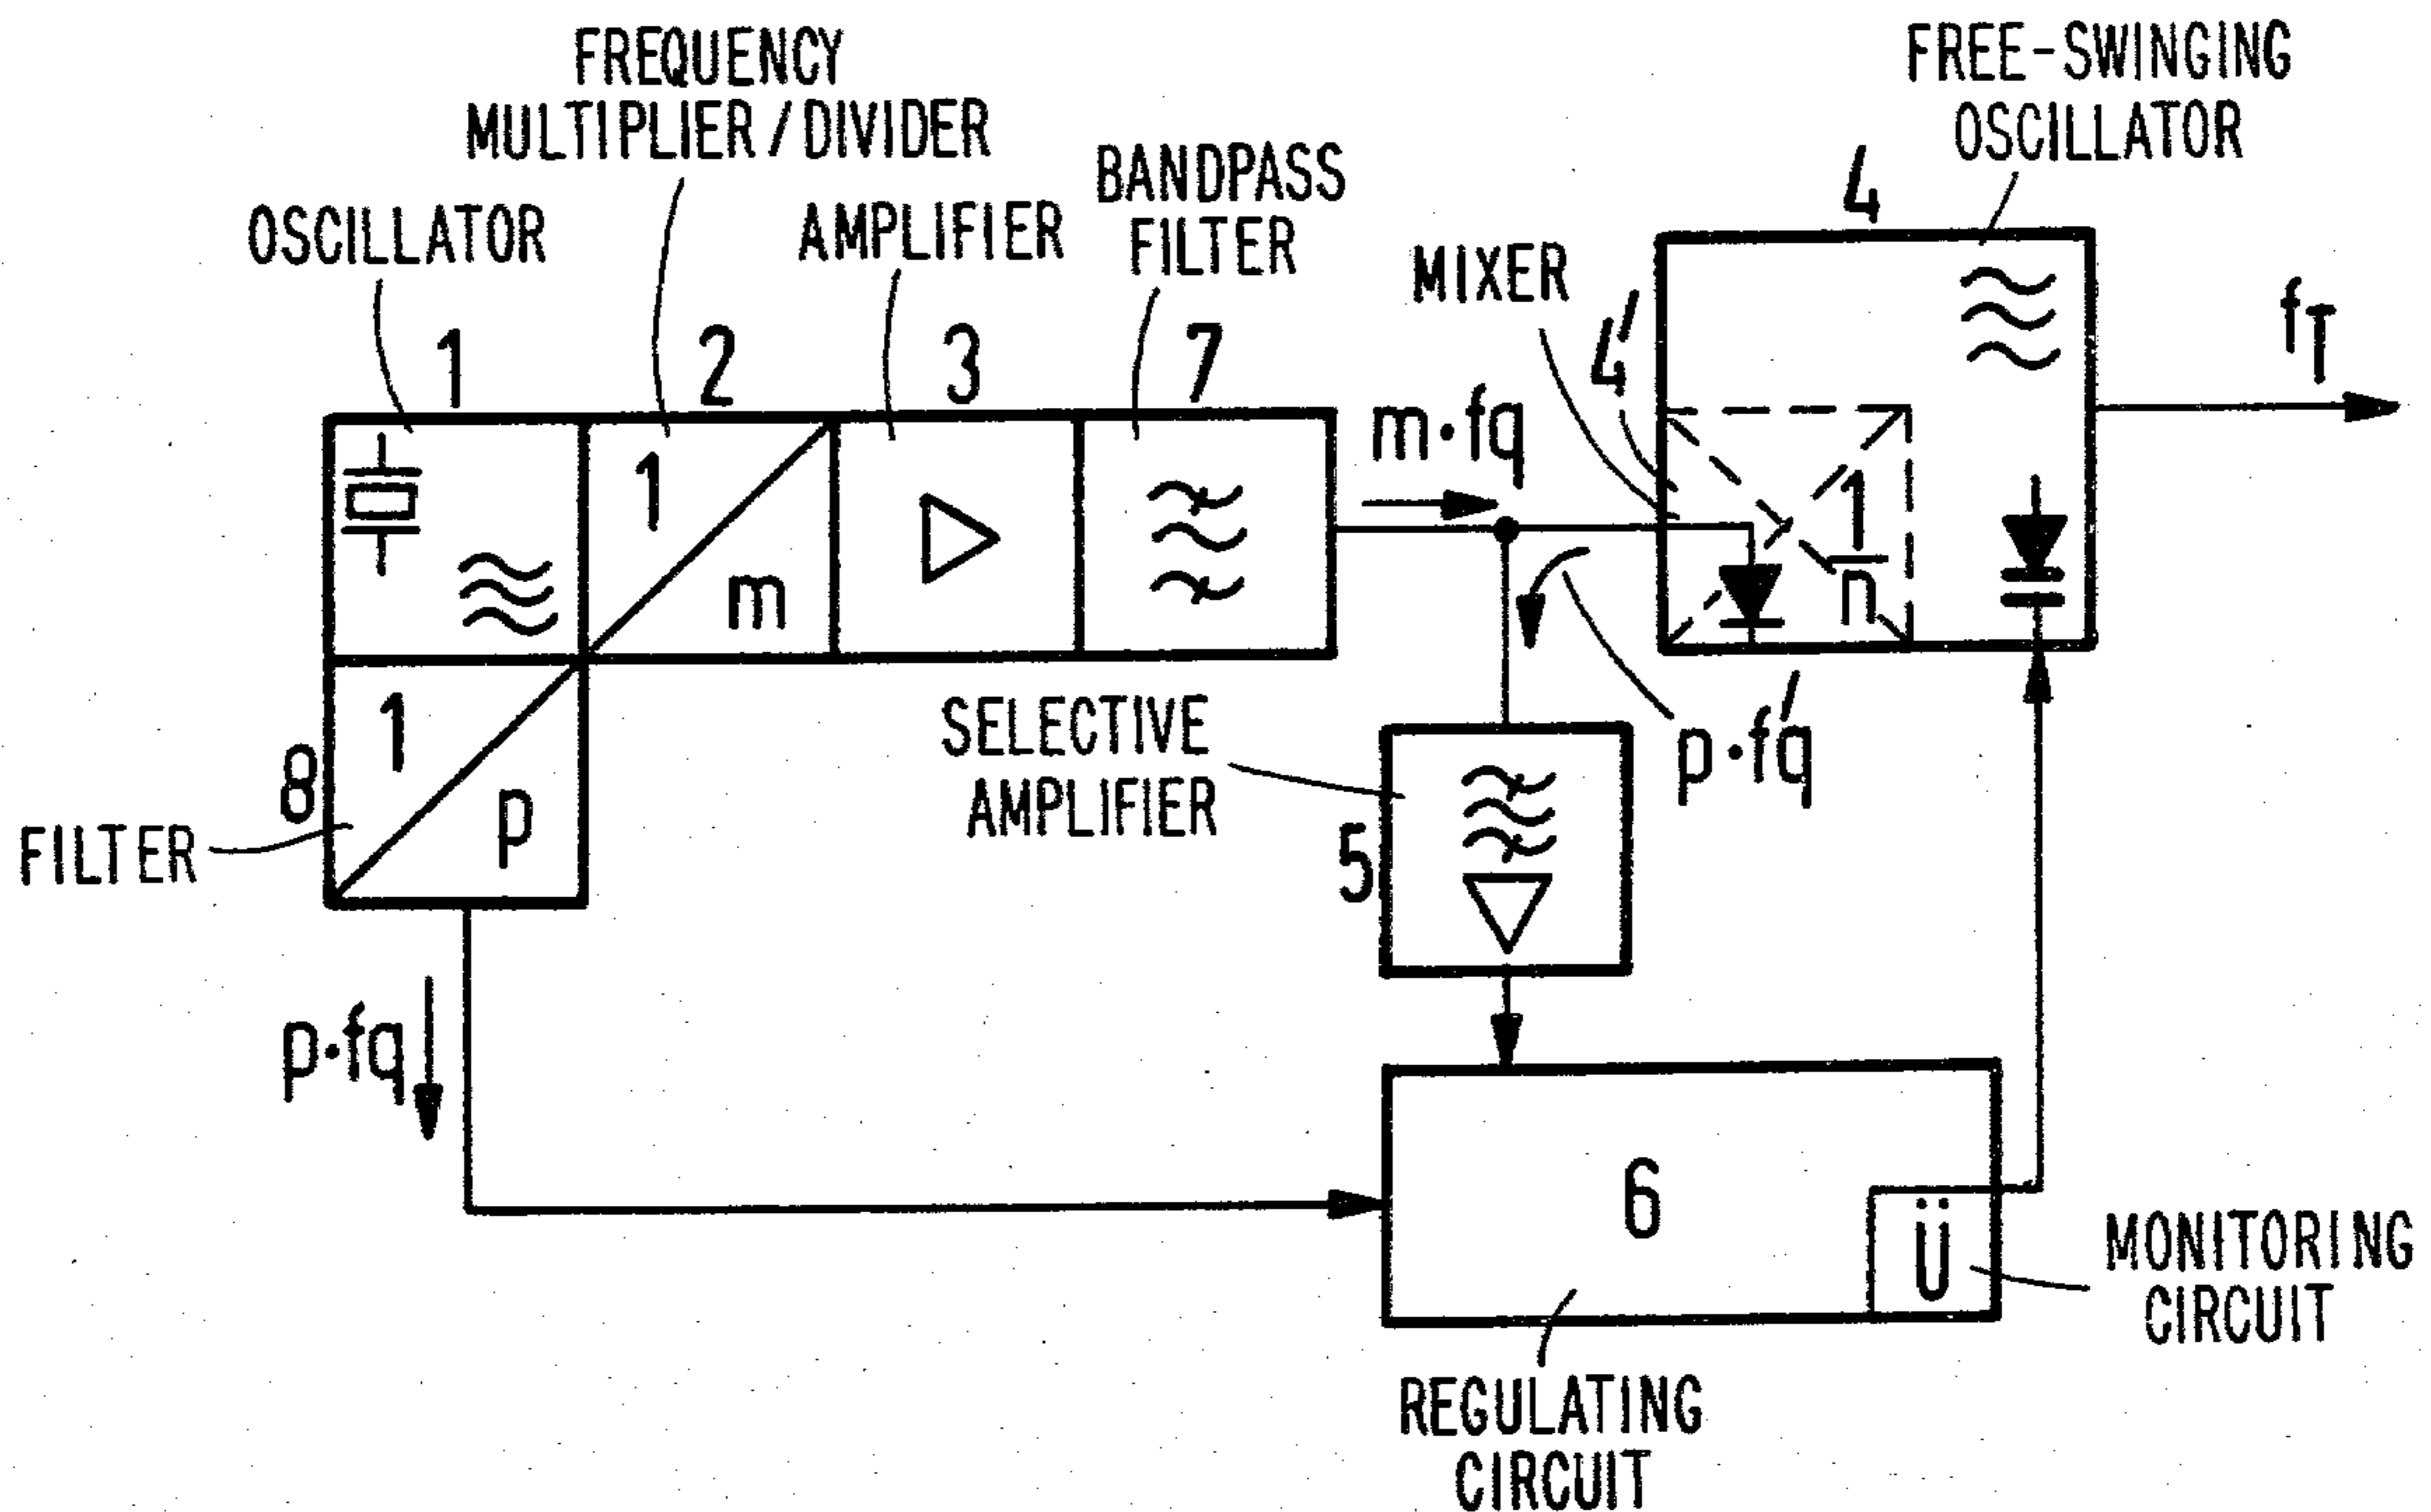 FREQUENCY
MULTIPLIER/DIVIDER
FREE-SWINGING
OSCILLATOR
OSCILLATOR
AMPLIFIER
BANDPASS
FILTER
MIXER
4
4'
fT
1
2
3
7
m·fq
1
m
1
n
8
1
p
FILTER
SELECTIVE
AMPLIFIER
p·fq'
5
p·fq
6
Ü
MONITORING
CIRCUIT
REGULATING
CIRCUIT